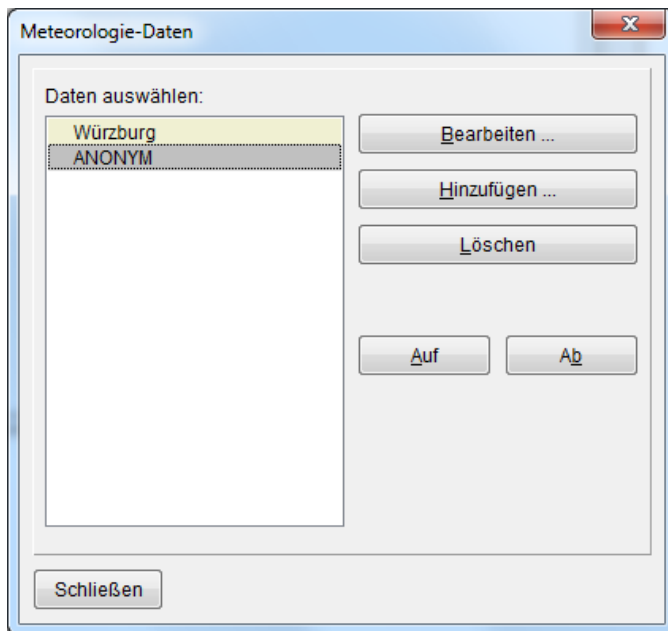 Meteorologie-Daten
Daten auswählen:
Würzburg
ANONYM
Bearbeiten ...
Hinzufügen ...
Löschen
Auf
Ab
Schließen